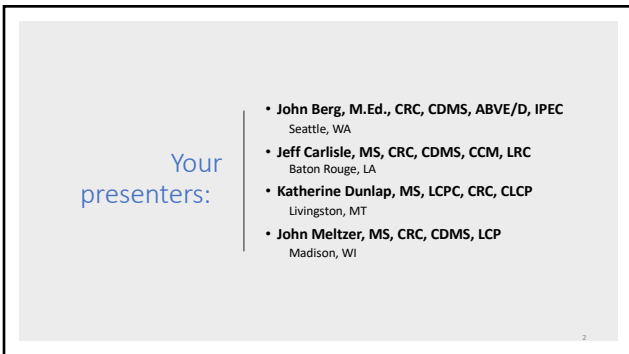 Your
presenters:
• John Berg, M.Ed., CRC, CDMS, ABVE/D, IPEC
Seattle, WA
• Jeff Carlisle, MS, CRC, CDMS, CCM, LRC
Baton Rouge, LA
• Katherine Dunlap, MS, LCPC, CRC, CLCP
Livingston, MT
• John Meltzer, MS, CRC, CDMS, LCP
Madison, WI
2